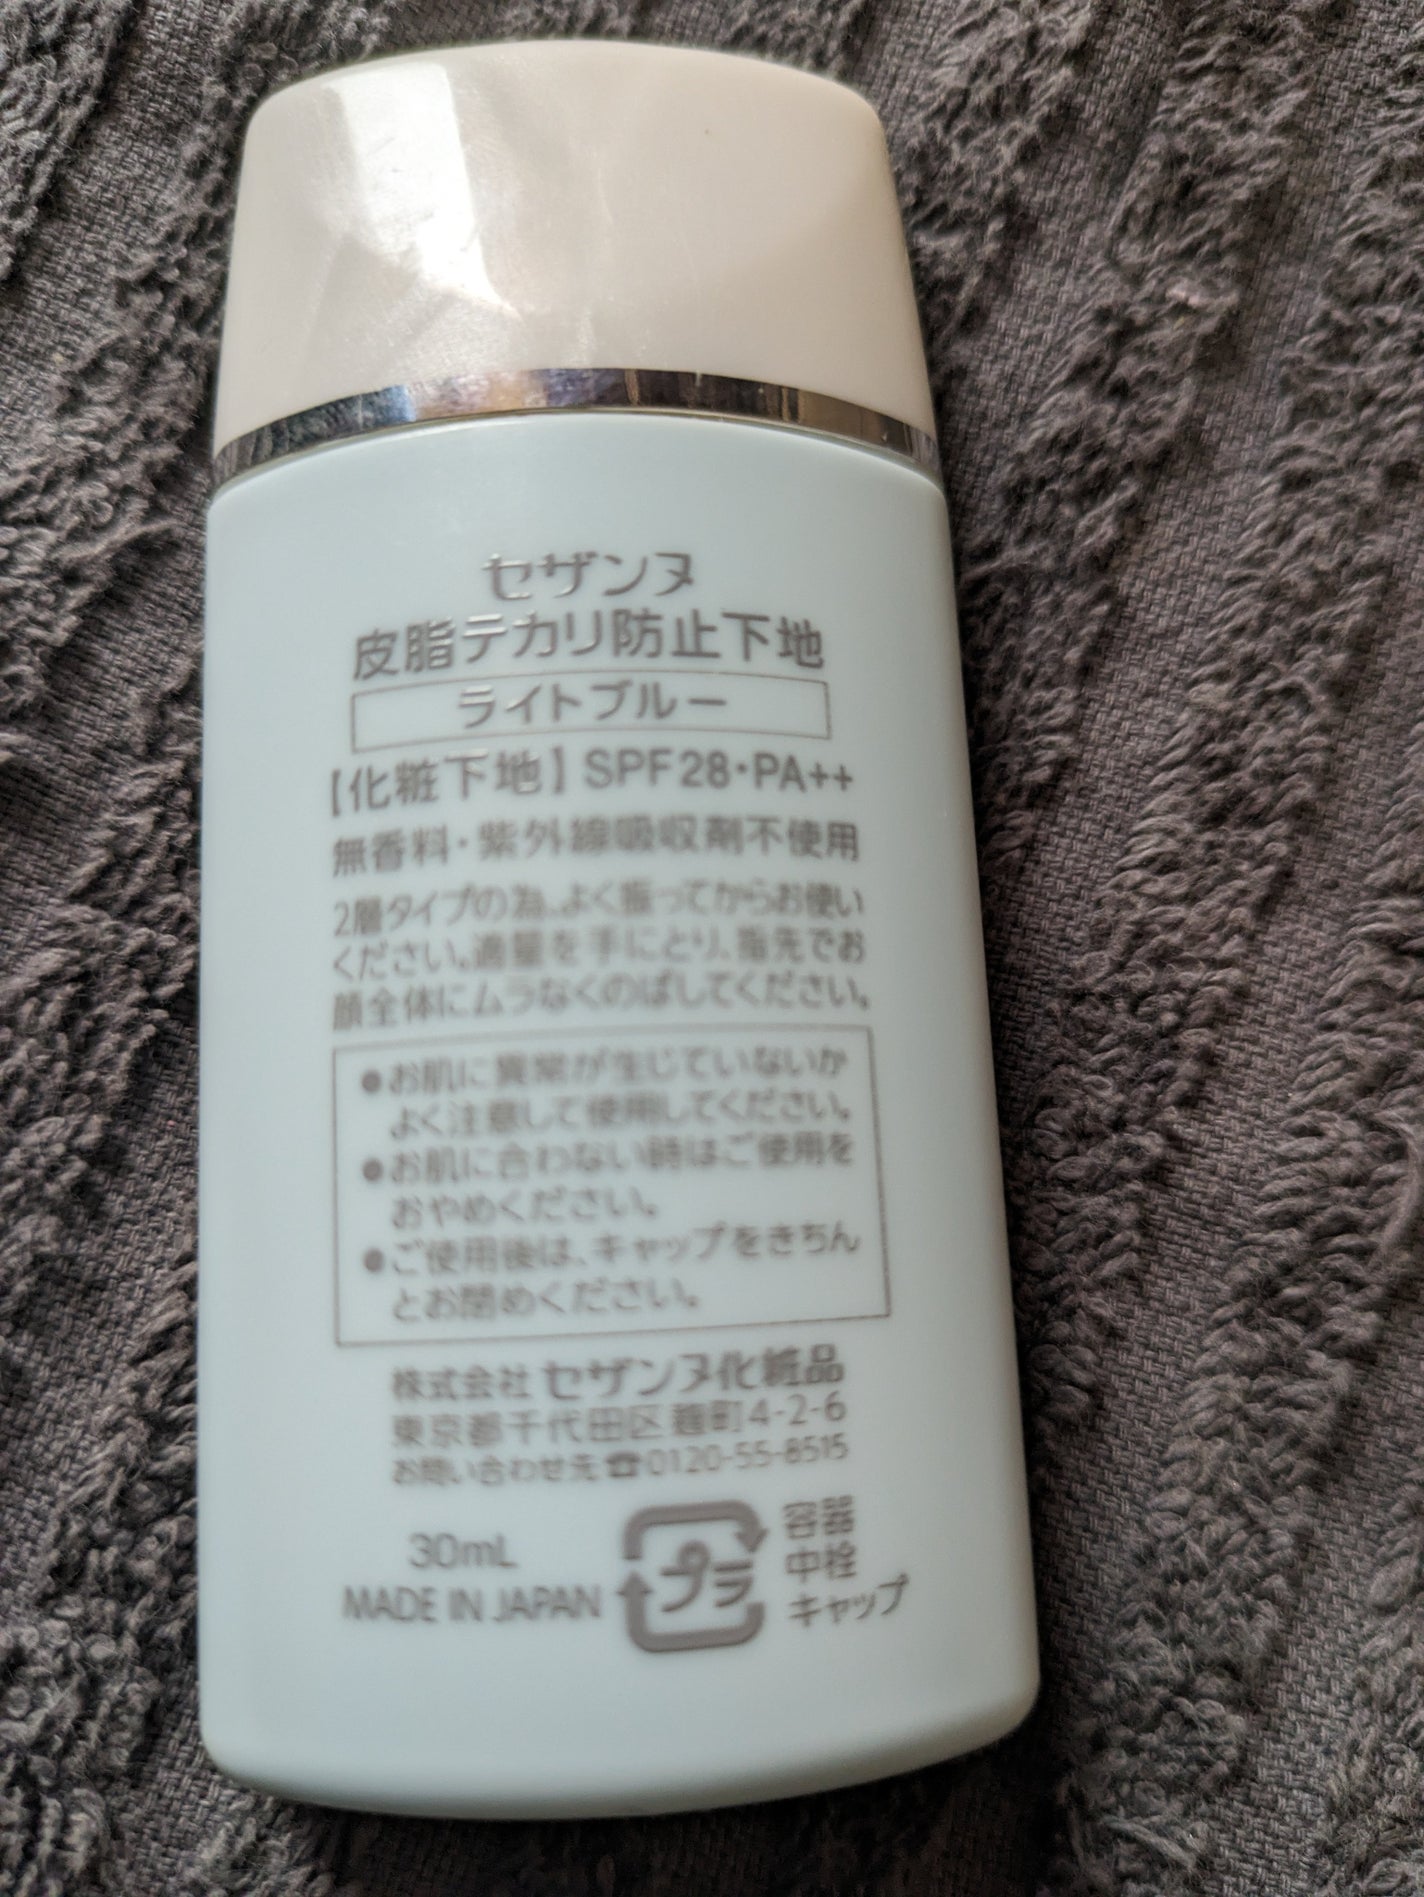 セザンヌ
皮脂テカリ防止下地
ライトブルー
【化粧下地】SPF28・PA++
無香料・紫外線吸収剤不使用
2層タイプの為、よく振ってからお使い
ください。適量を手にとり、指先でお
顔全体にムラなくのばしてください。
●お肌に異常が生じていないか
よく注意して使用してください。
●お肌に合わない時はご使用を
おやめください。
●ご使用後は、キャップをきちん
とお閉めください。
株式会社 セザンヌ化粧品
東京都千代田区麹町4-2-6
お問い合わせ先☎0120-55-8515
30mL
MADE IN JAPAN
プラ
容器
中栓
キャップ